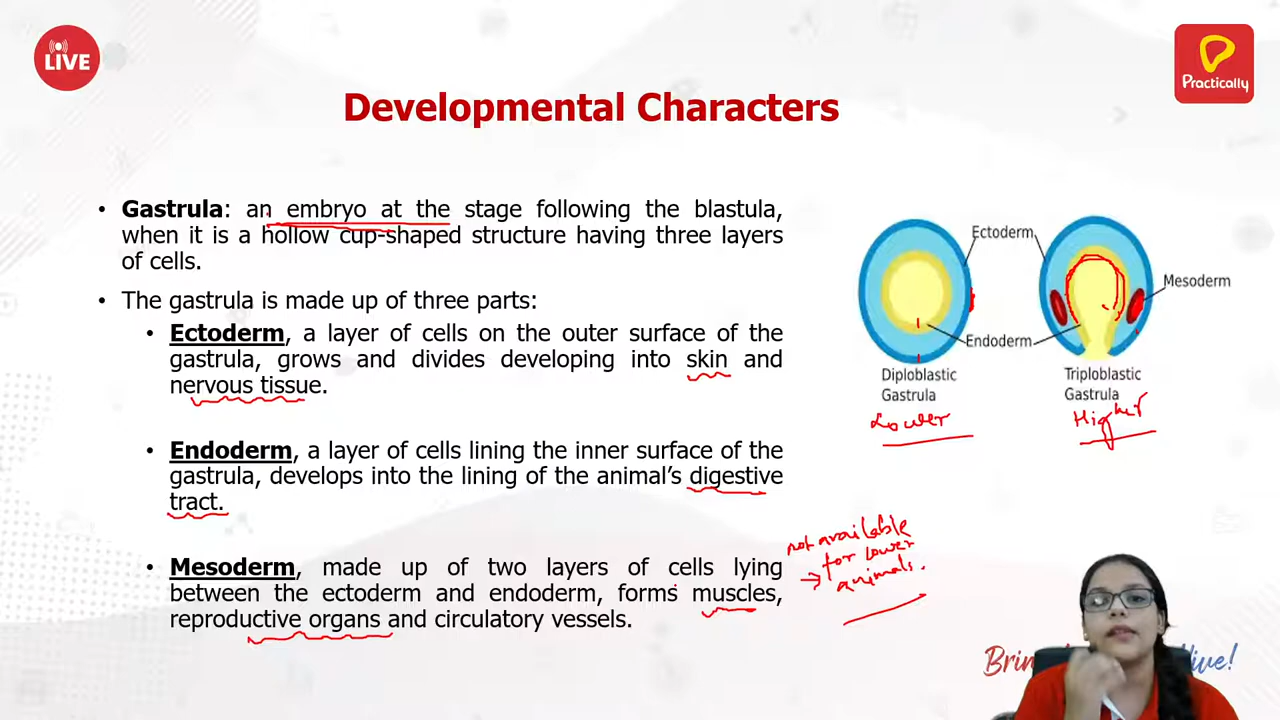 LIVE
Practically
Developmental Characters
• Gastrula: an embryo at the stage following the blastula,
when it is a hollow cup-shaped structure having three layers
of cells.
• The gastrula is made up of three parts:
• Ectoderm, a layer of cells on the outer surface of the
gastrula, grows and divides developing into skin and
nervous tissue.
• Endoderm, a layer of cells lining the inner surface of the
gastrula, develops into the lining of the animal's digestive
tract.
• Mesoderm, made up of two layers of cells lying
between the ectoderm and endoderm, forms muscles,
reproductive organs and circulatory vessels.
Ectoderm
Mesoderm
Endoderm
Diploblastic
Gastrula
Lower
Triploblastic
Gastrula
Higher
not available
for lower
→ animals.